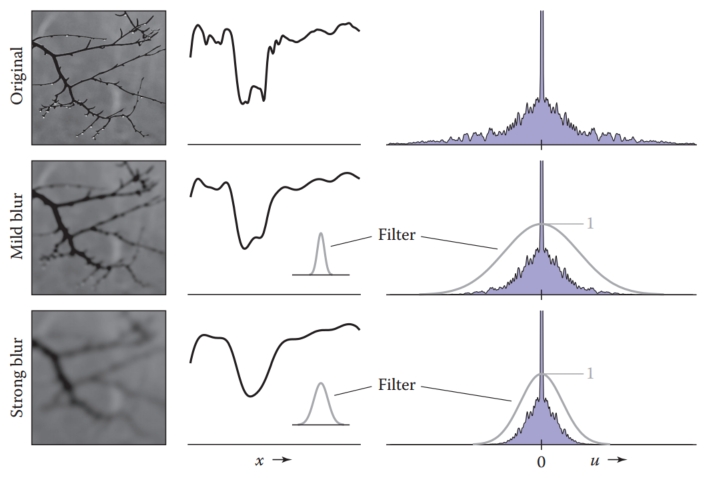 Original
Mild blur
Filter
1
Strong blur
Filter
1
x →
0
u →